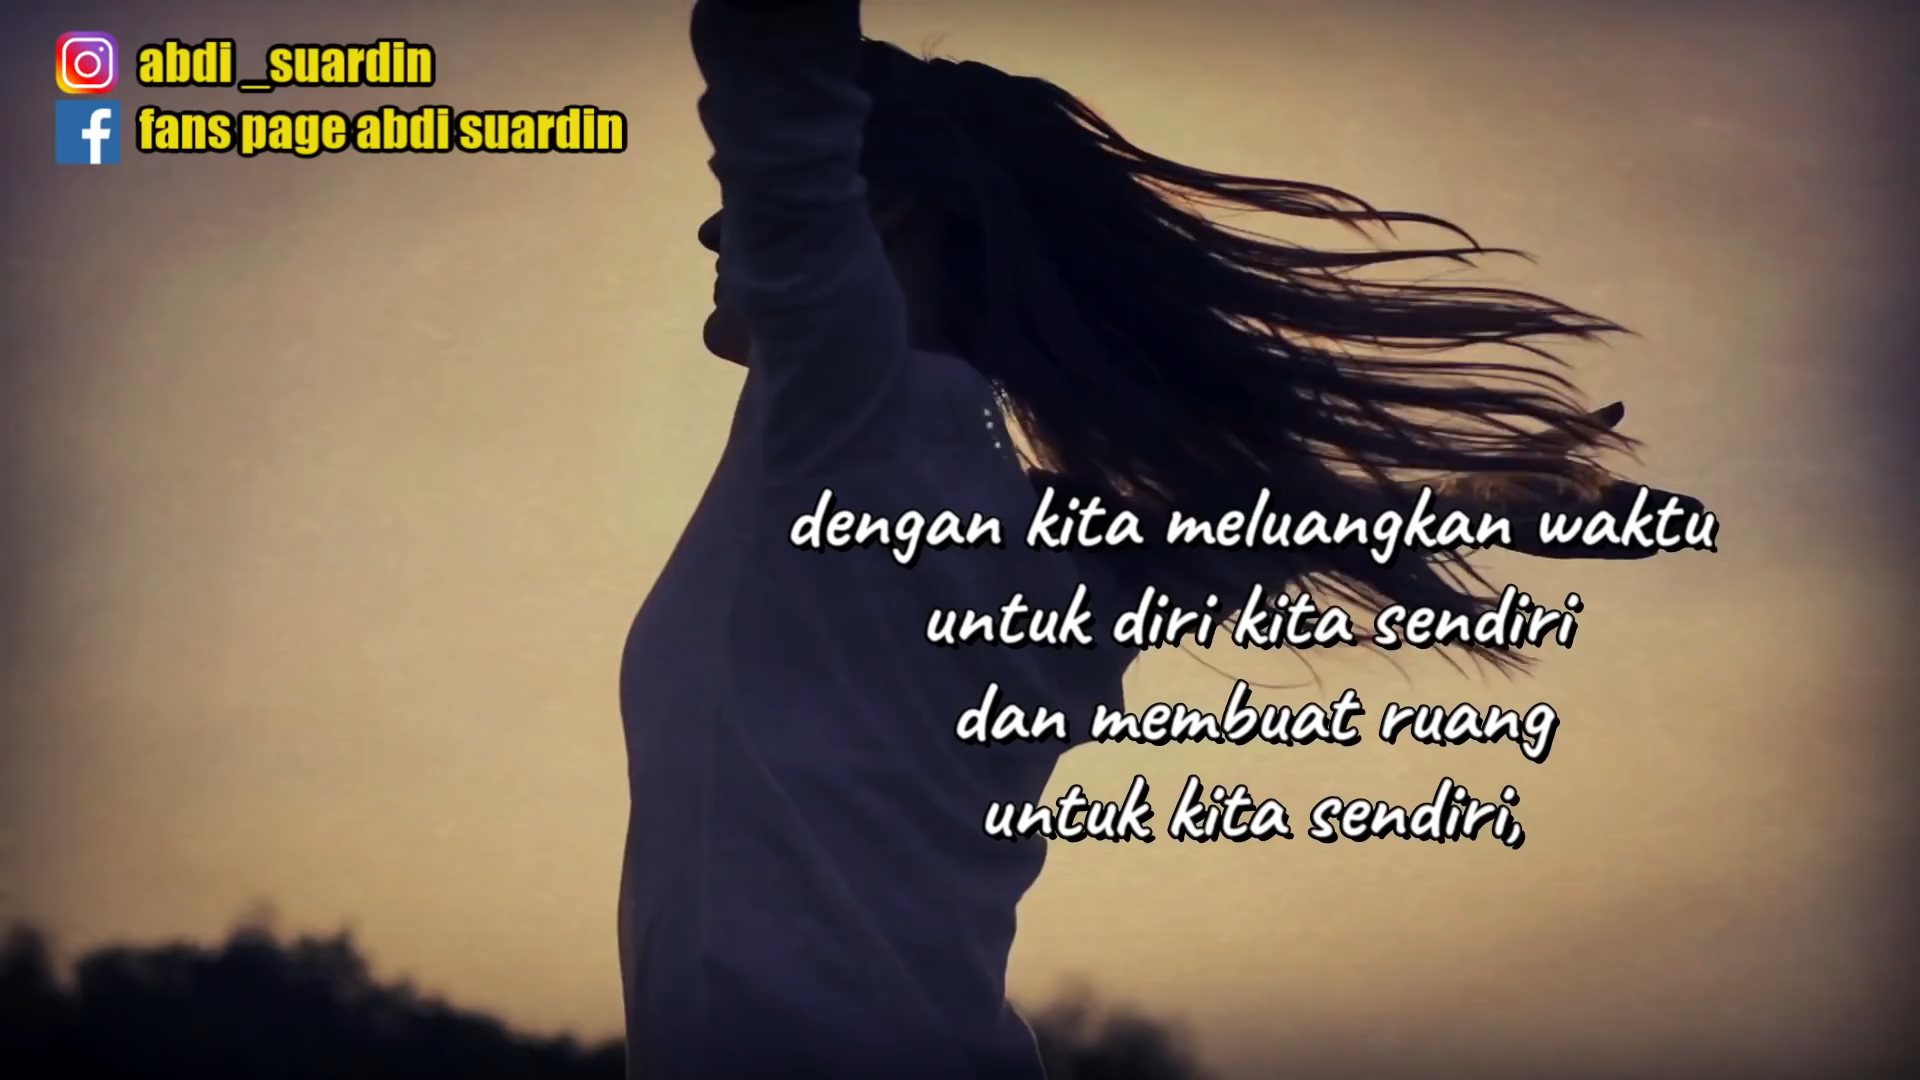 abdi _suardin
fans page abdi suardin
dengan kita meluangkan waktu
untuk diri kita sendiri
dan membuat ruang
untuk kita sendiri,